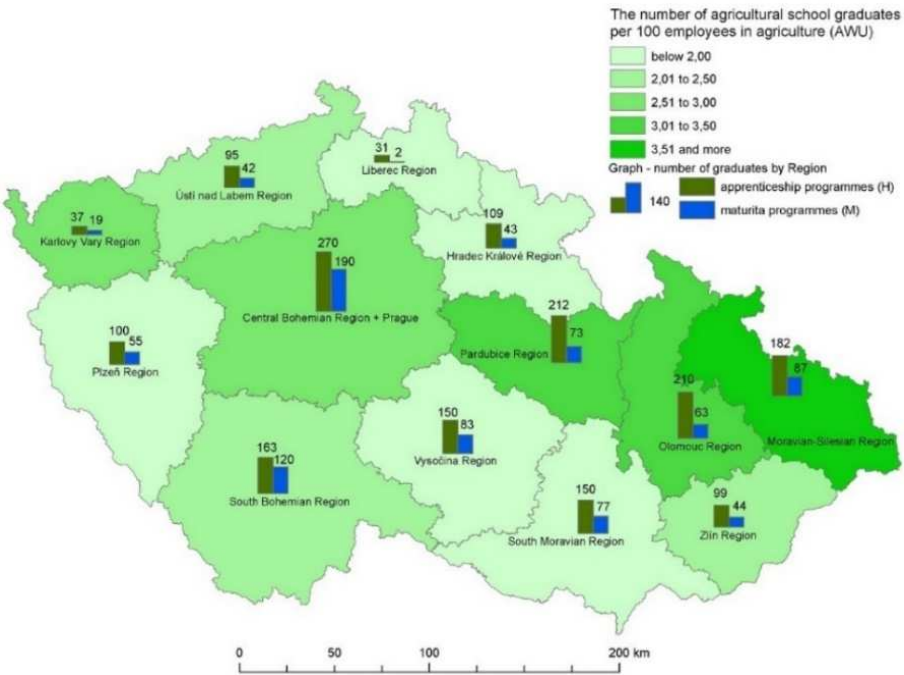 The number of agricultural school graduates
per 100 employees in agriculture (AWU)
below 2,00
2,01 to 2,50
2,51 to 3,00
3,01 to 3,50
3,51 and more
Graph - number of graduates by Region
140
apprenticeship programmes (H)
maturita programmes (M)
95
42
Ústí nad Labem Region
31 2
Liberec Region
37 19
Karlovy Vary Region
109
43
Hradec Králové Region
270
190
Central Bohemian Region + Prague
212
73
Pardubice Region
100
55
Plzeň Region
182
87
Moravian-Silesian Region
210
63
Olomouc Region
150
83
Vysočina Region
163
120
South Bohemian Region
150
77
South Moravian Region
99
44
Zlín Region
0 50 100 200 km